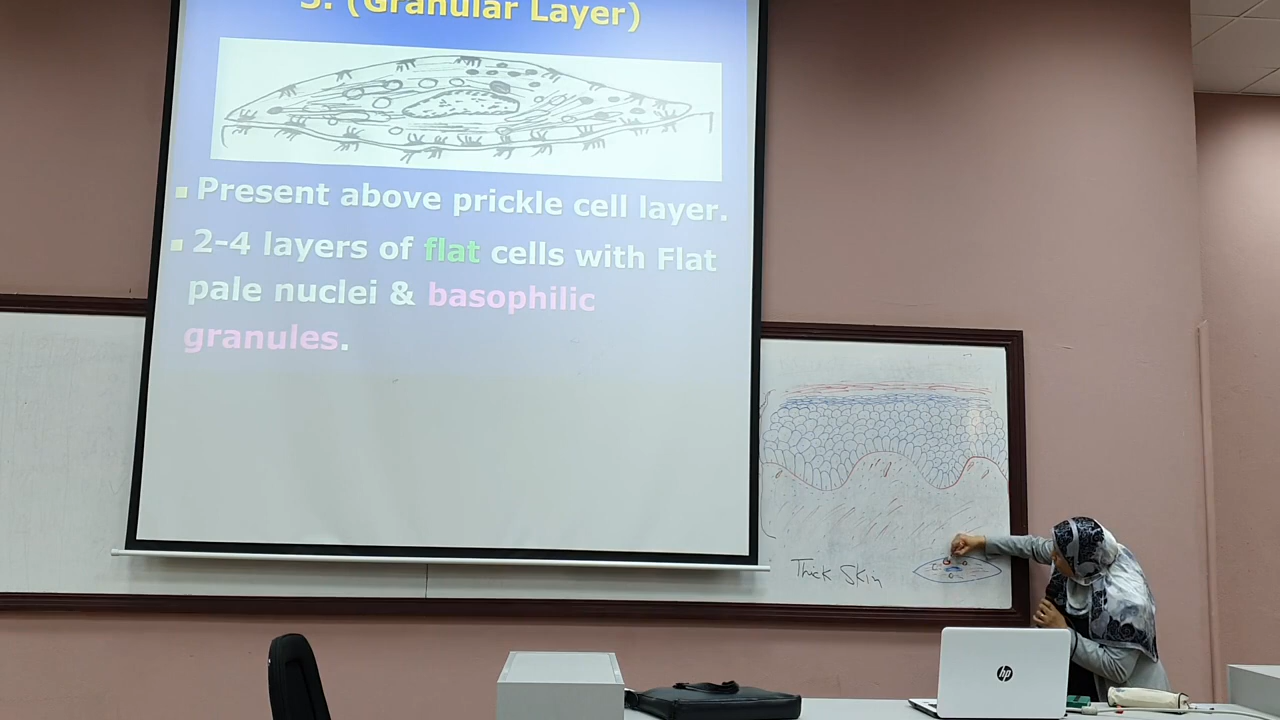 3. (Granular Layer)
Present above prickle cell layer.
2-4 layers of flat cells with Flat
pale nuclei & basophilic
granules.
Thick Skin
hp